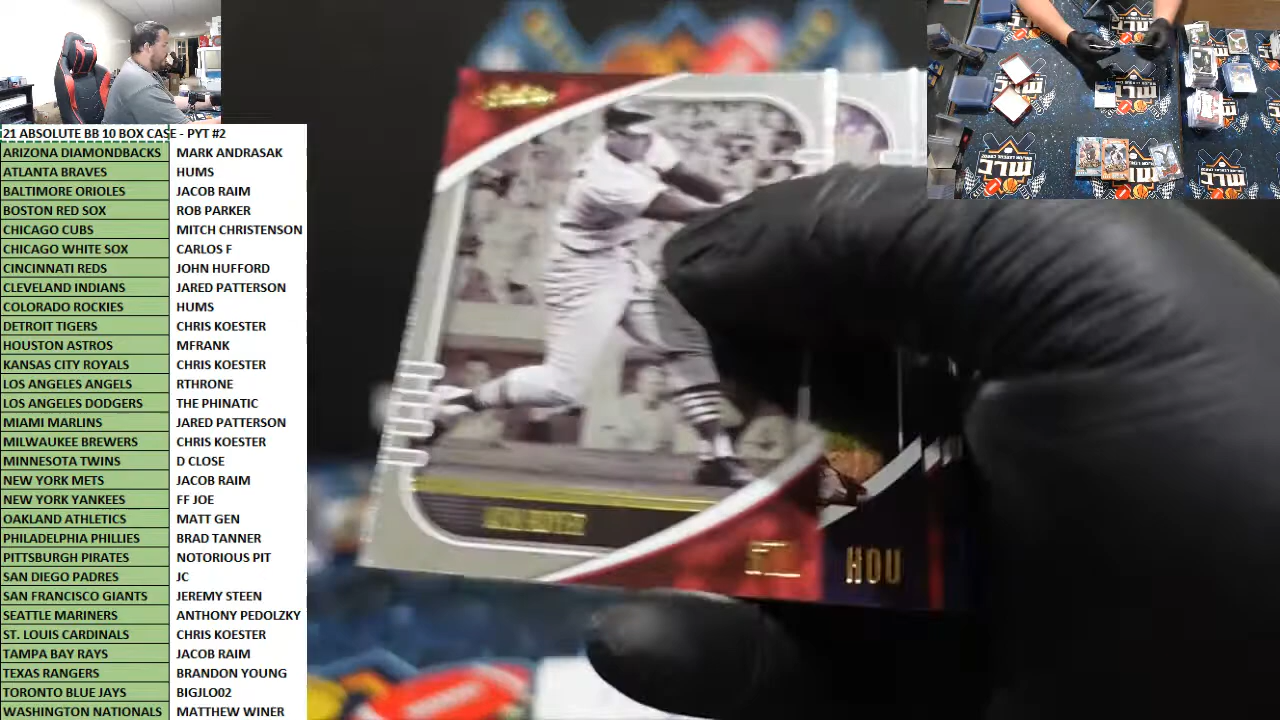 21 ABSOLUTE BB 10 BOX CASE - PYT #2
ARIZONA DIAMONDBACKS MARK ANDRASAK
ATLANTA BRAVES HUMS
BALTIMORE ORIOLES JACOB RAIM
BOSTON RED SOX ROB PARKER
CHICAGO CUBS MITCH CHRISTENSON
CHICAGO WHITE SOX CARLOS F
CINCINNATI REDS JOHN HUFFORD
CLEVELAND INDIANS JARED PATTERSON
COLORADO ROCKIES HUMS
DETROIT TIGERS CHRIS KOESTER
HOUSTON ASTROS MFRANK
KANSAS CITY ROYALS CHRIS KOESTER
LOS ANGELES ANGELS RTHRONE
LOS ANGELES DODGERS THE PHINATIC
MIAMI MARLINS JARED PATTERSON
MILWAUKEE BREWERS CHRIS KOESTER
MINNESOTA TWINS D CLOSE
NEW YORK METS JACOB RAIM
NEW YORK YANKEES FF JOE
OAKLAND ATHLETICS MATT GEN
PHILADELPHIA PHILLIES BRAD TANNER
PITTSBURGH PIRATES NOTORIOUS PIT
SAN DIEGO PADRES JC
SAN FRANCISCO GIANTS JEREMY STEEN
SEATTLE MARINERS ANTHONY PEDOLZKY
ST. LOUIS CARDINALS CHRIS KOESTER
TAMPA BAY RAYS JACOB RAIM
TEXAS RANGERS BRANDON YOUNG
TORONTO BLUE JAYS BIGJLO02
WASHINGTON NATIONALS MATTHEW WINER
HOU
MLC
MLC
MLC
MLC